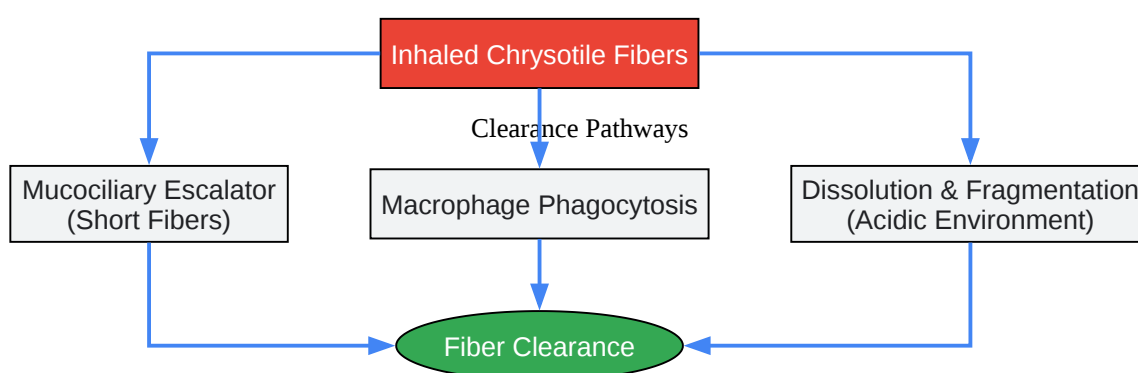 Inhaled Chrysotile Fibers
Clearance Pathways
Mucociliary Escalator
(Short Fibers)
Macrophage Phagocytosis
Dissolution & Fragmentation
(Acidic Environment)
Fiber Clearance